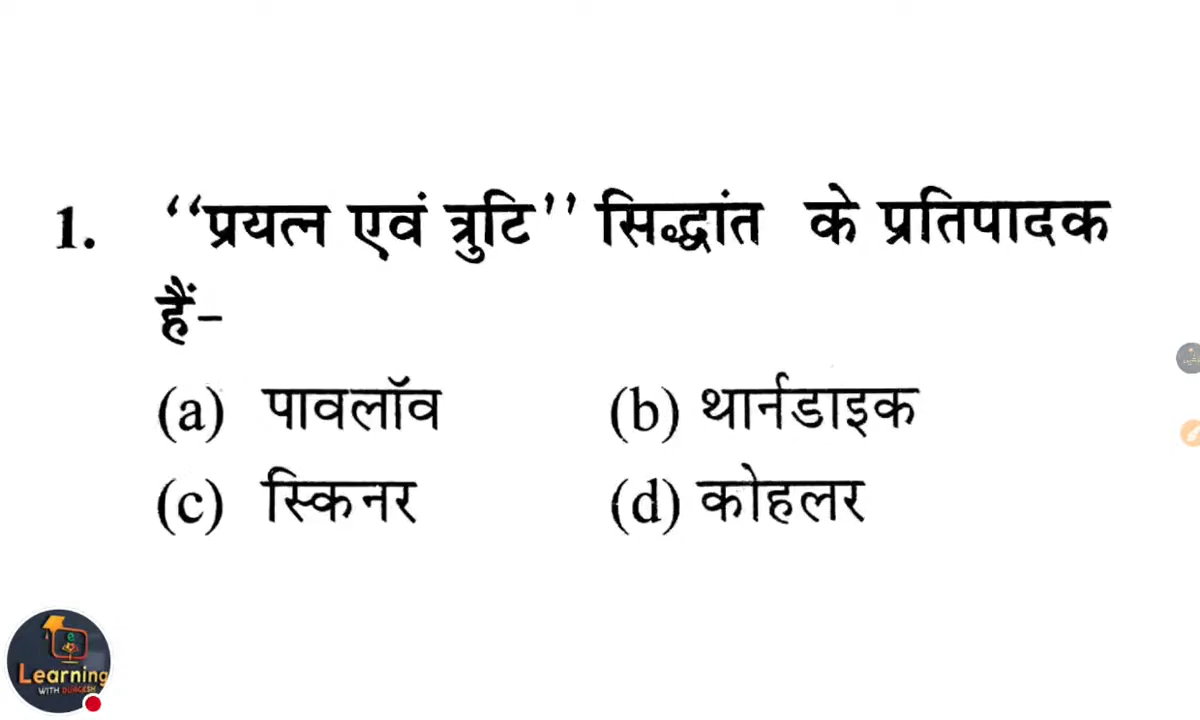 1. ‘‘प्रयत्न एवं त्रुटि’’ सिद्धांत के प्रतिपादक
हैं–
(a) पावलॉव (b) थार्नडाइक
(c) स्किनर (d) कोहलर
Learning
WITH DURGESH